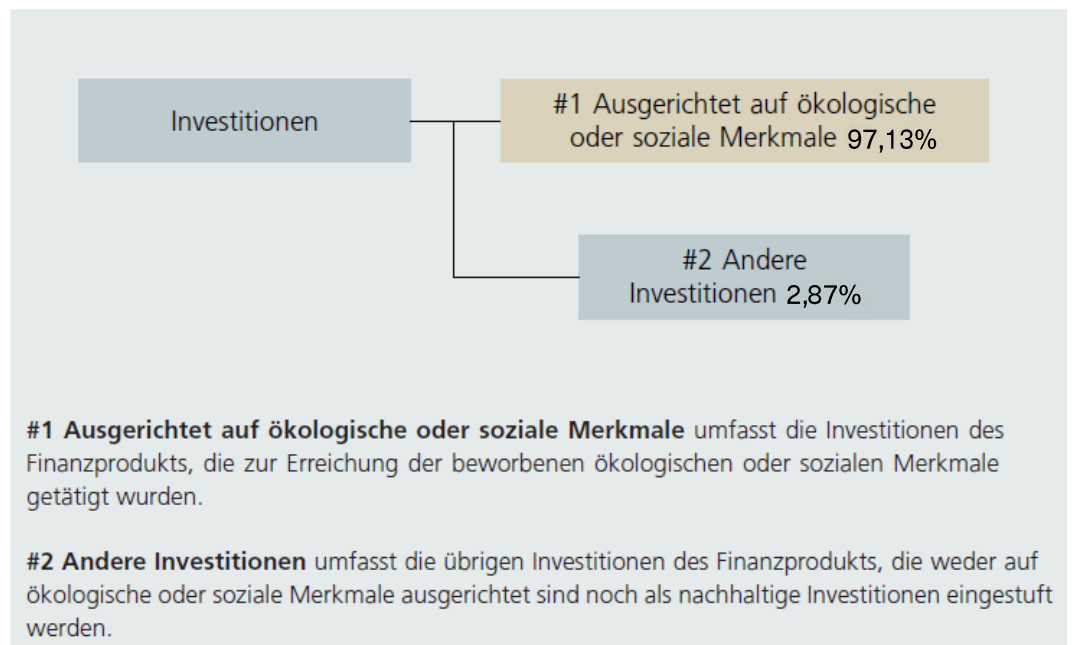 Investitionen
#1 Ausgerichtet auf ökologische
oder soziale Merkmale 97,13%
#2 Andere
Investitionen 2,87%
#1 Ausgerichtet auf ökologische oder soziale Merkmale umfasst die Investitionen des
Finanzprodukts, die zur Erreichung der beworbenen ökologischen oder sozialen Merkmale
getätigt wurden.
#2 Andere Investitionen umfasst die übrigen Investitionen des Finanzprodukts, die weder auf
ökologische oder soziale Merkmale ausgerichtet sind noch als nachhaltige Investitionen eingestuft
werden.